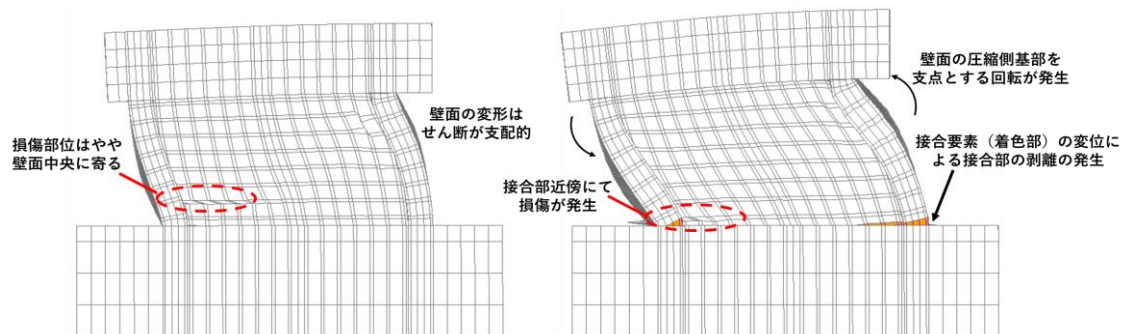 損傷部位はやや
壁面中央に寄る
壁面の変形は
せん断が支配的
接合部近傍にて
損傷が発生
壁面の圧縮側基部を
支点とする回転が発生
接合要素（着色部）の変位に
よる接合部の剥離の発生